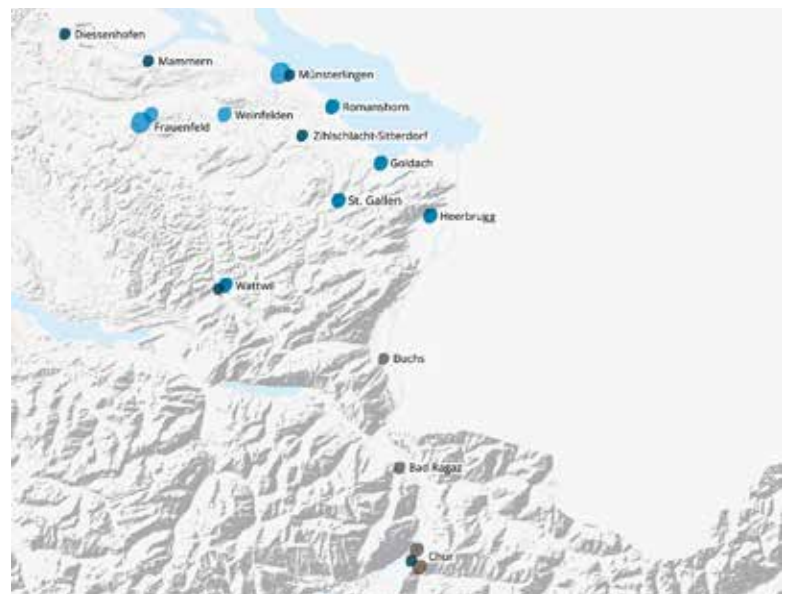 Diessenhofen
Mammern
Münsterlingen
Romanshorn
Weinfelden
Frauenfeld
Zihlschlacht-Sitterdorf
Goldach
St. Gallen
Heerbrugg
Wattwil
Buchs
Bad Ragaz
Chur